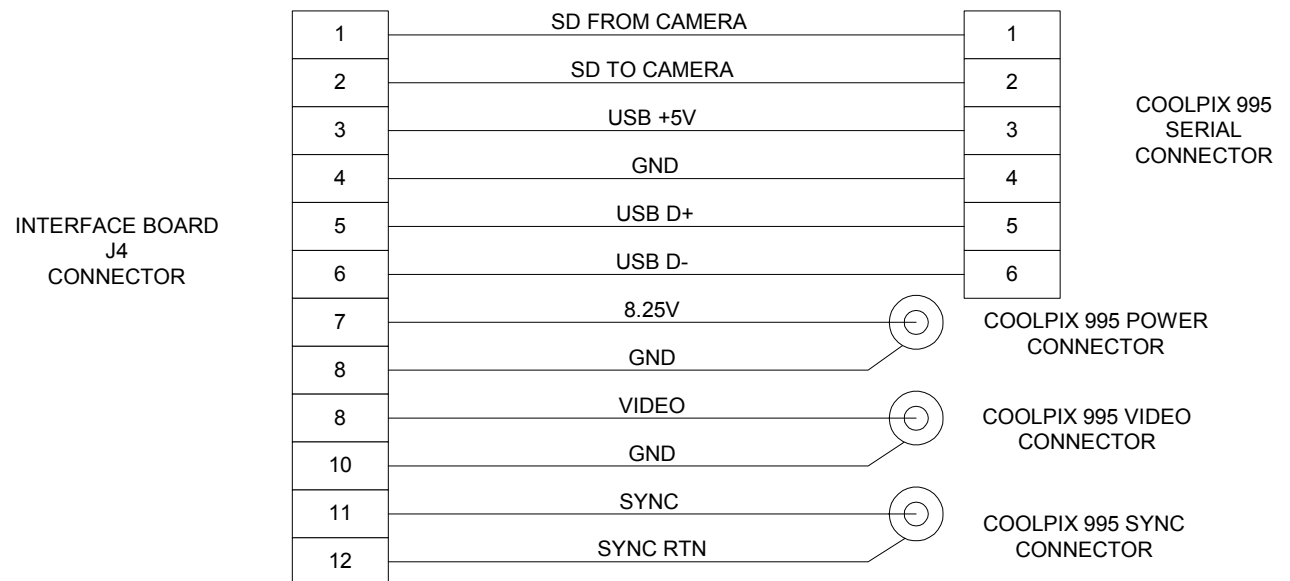 1 SD FROM CAMERA 1
2 SD TO CAMERA 2
3 USB +5V 3
4 GND 4
5 USB D+ 5
6 USB D- 6
7 8.25V
8 GND
8 VIDEO
10 GND
11 SYNC
12 SYNC RTN
INTERFACE BOARD
J4
CONNECTOR
COOLPIX 995
SERIAL
CONNECTOR
COOLPIX 995 POWER
CONNECTOR
COOLPIX 995 VIDEO
CONNECTOR
COOLPIX 995 SYNC
CONNECTOR